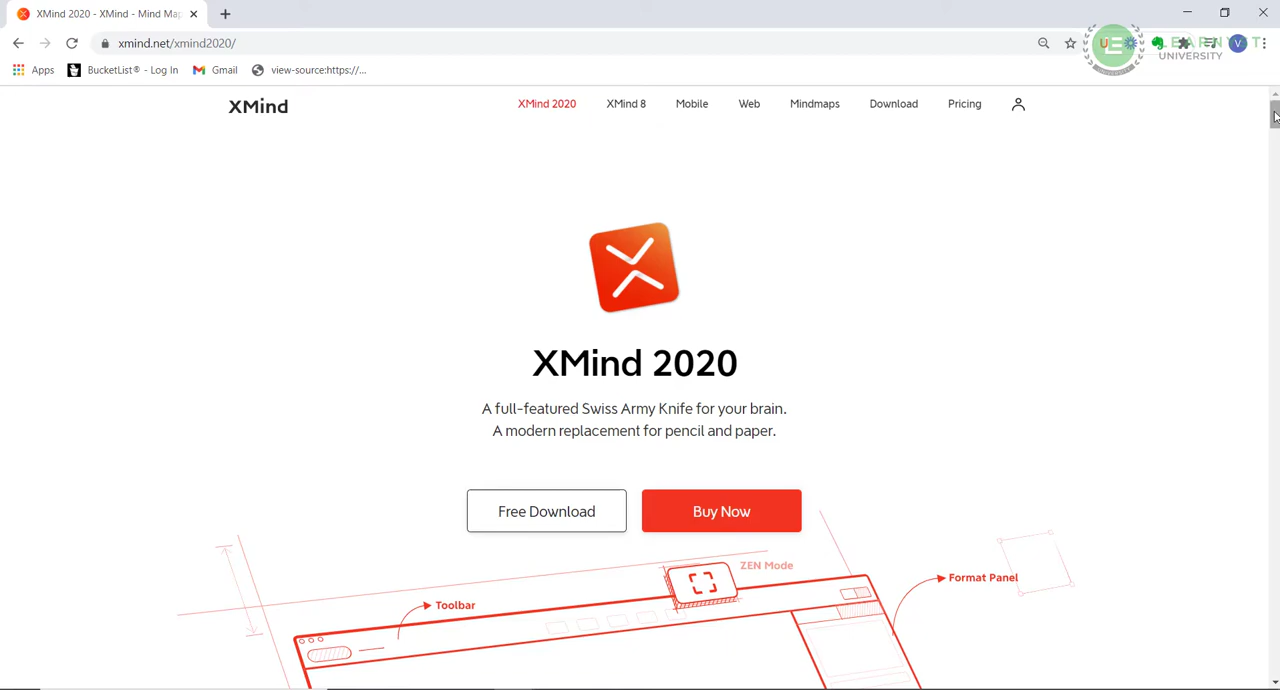 XMind 2020 - XMind - Mind Ma
xmind.net/xmind2020/
LEARNYST
UNIVERSITY
Apps
BucketList® - Log In
Gmail
view-source:https://...
XMind
XMind 2020
XMind 8
Mobile
Web
Mindmaps
Download
Pricing
XMind 2020
A full-featured Swiss Army Knife for your brain.
A modern replacement for pencil and paper.
Free Download
Buy Now
ZEN Mode
Format Panel
Toolbar